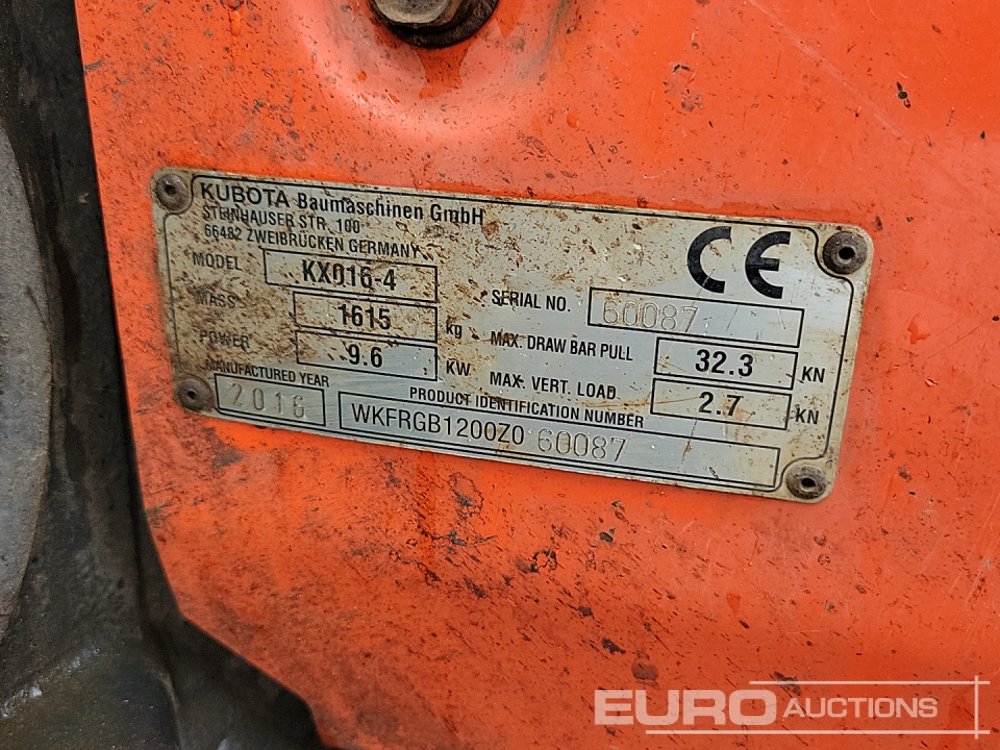 KUBOTA Baumaschinen GmbH
STEINHAUSER STR. 100
66482 ZWEIBRÜCKEN GERMANY
CE
MODEL KX016-4
SERIAL NO. 60087
MASS 1615 kg
MAX. DRAW BAR PULL 32.3 KN
POWER 9.6 KW
MAX. VERT. LOAD 2.7 KN
MANUFACTURED YEAR 2016
PRODUCT IDENTIFICATION NUMBER
WKFRGB1200Z0 60087
EURO AUCTIONS